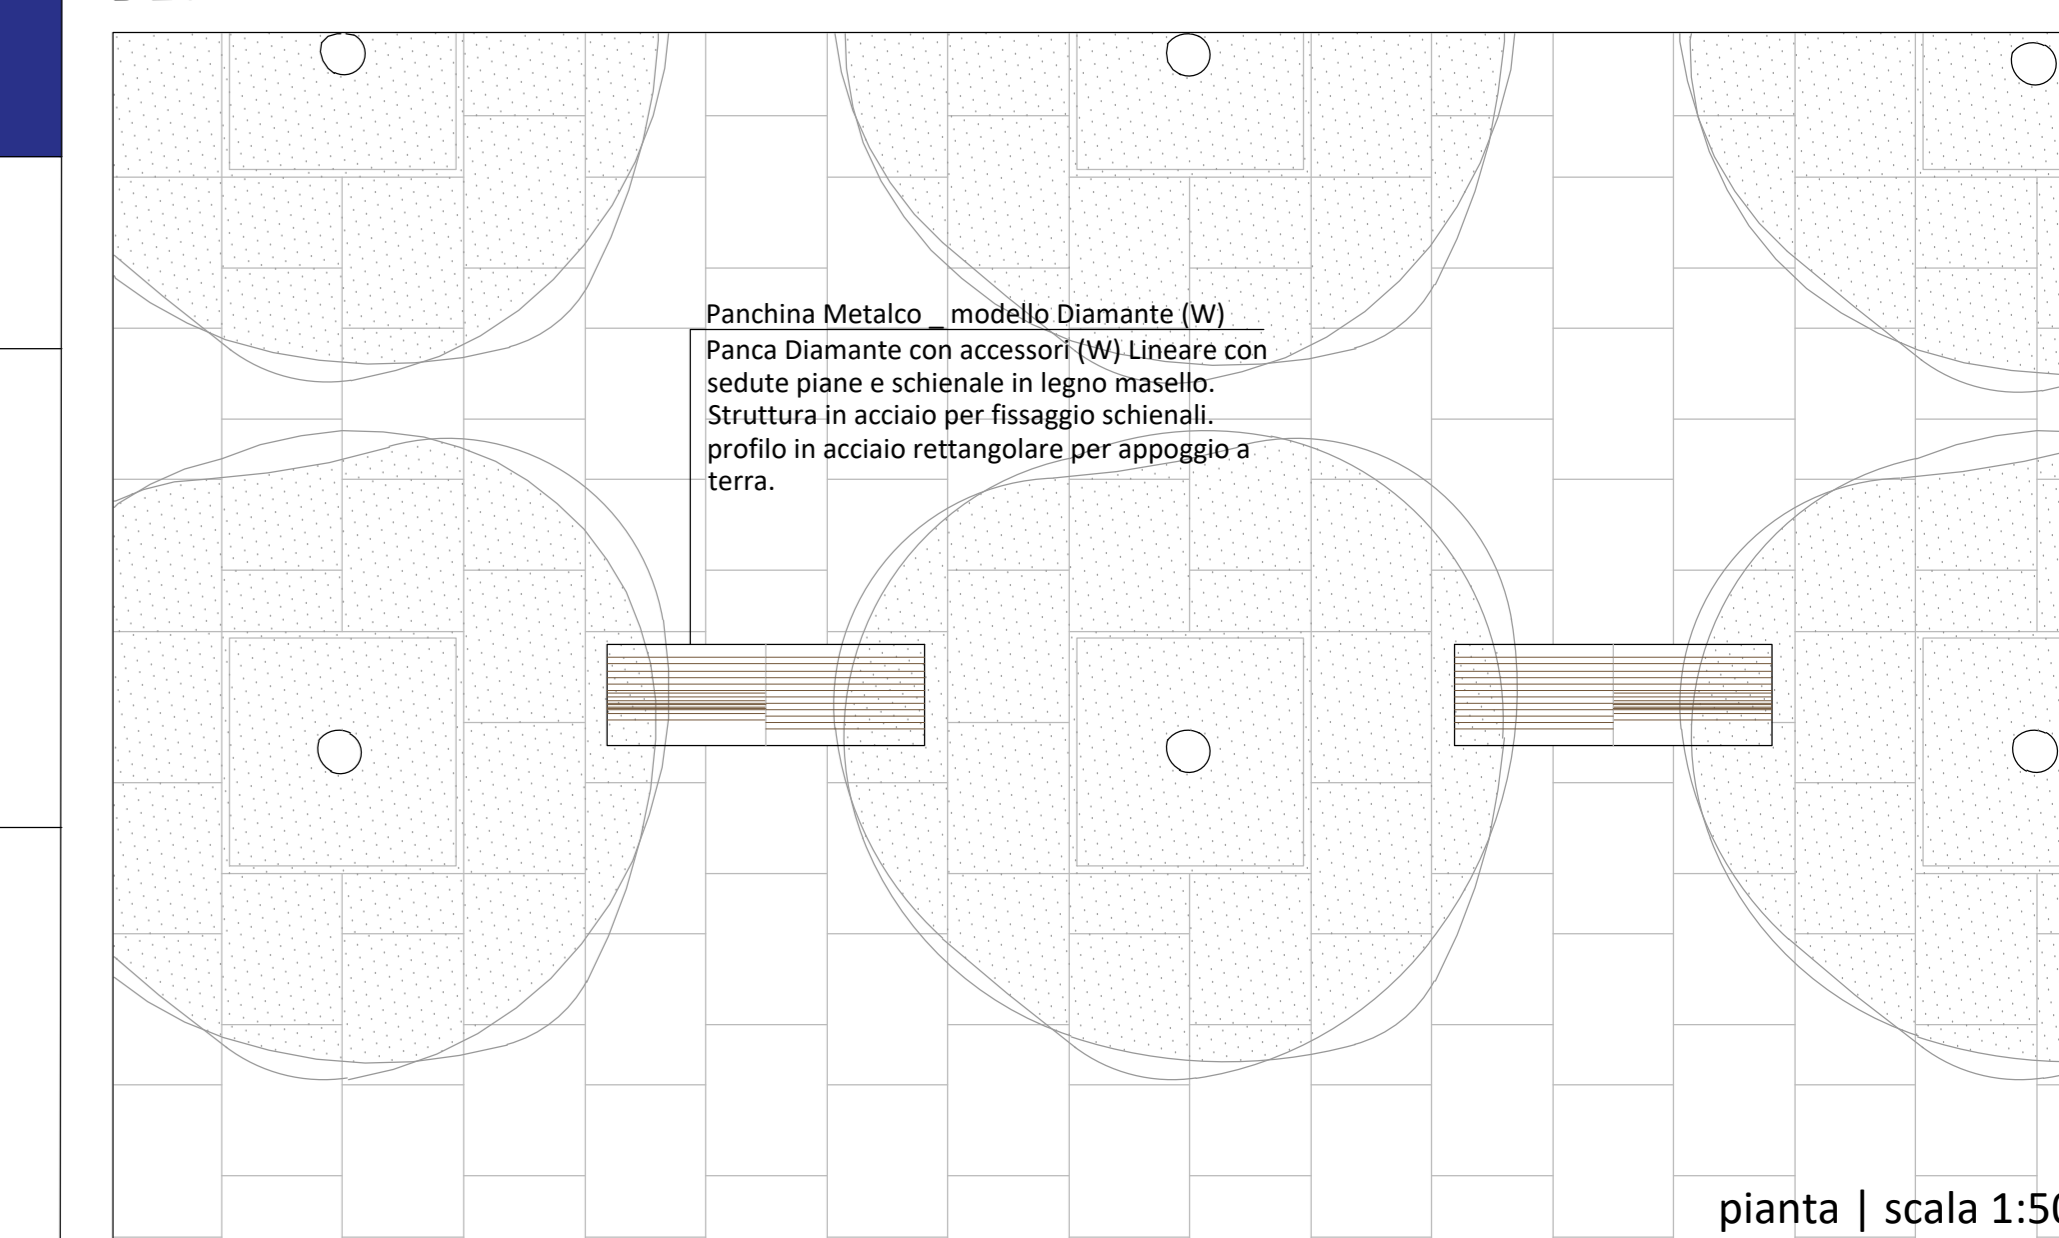 Panchina Metalco _ modello Diamante (W)
Panca Diamante con accessori (W) Lineare con
sedute piane e schienale in legno masello.
Struttura in acciaio per fissaggio schienali.
profilo in acciaio rettangolare per appoggio a
terra.
pianta | scala 1:50